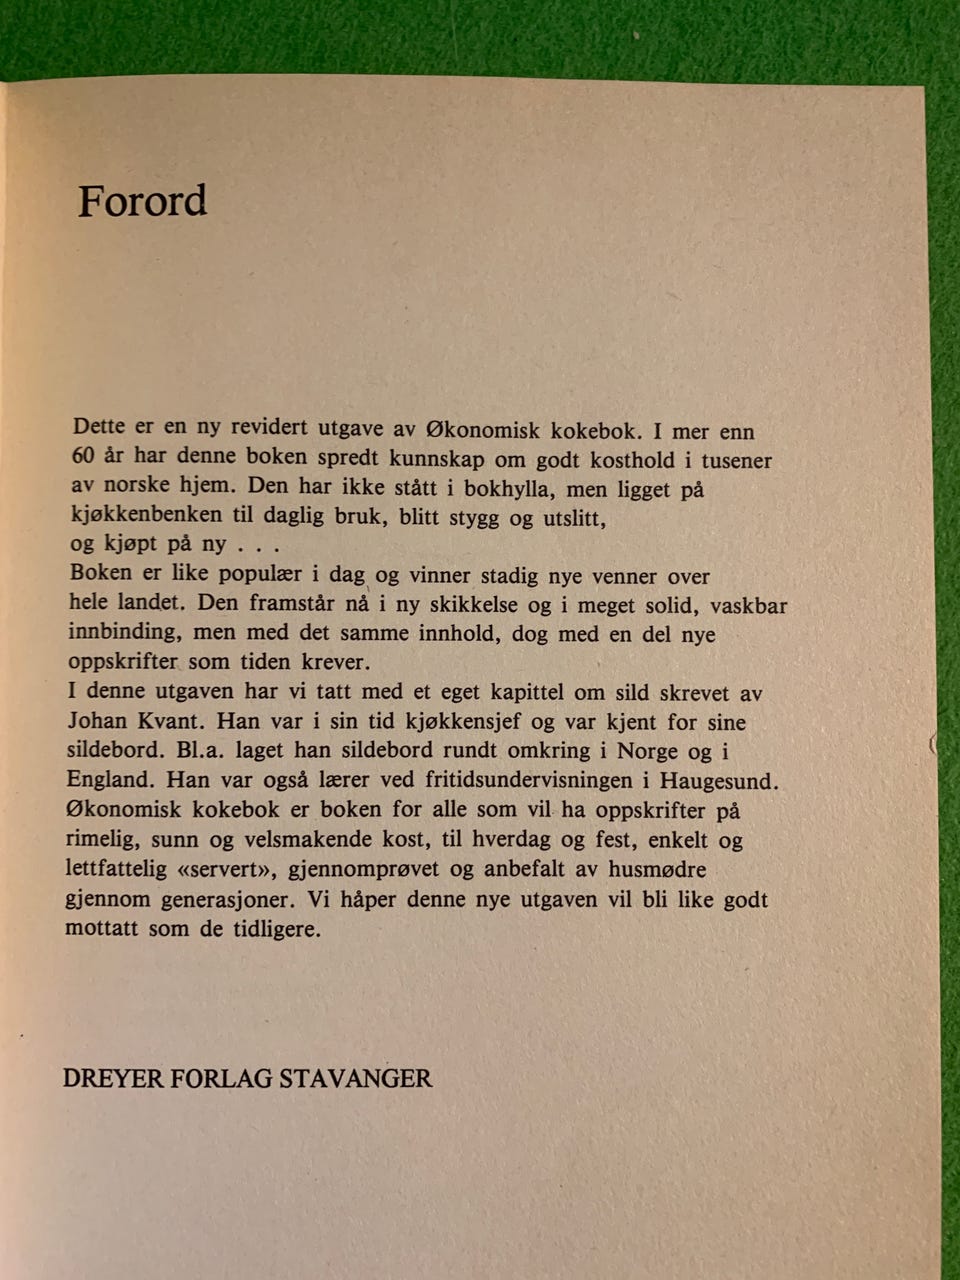 Forord
Dette er en ny revidert utgave av Økonomisk kokebok. I mer enn
60 år har denne boken spredt kunnskap om godt kosthold i tusener
av norske hjem. Den har ikke stått i bokhylla, men ligget på
kjøkkenbenken til daglig bruk, blitt stygg og utslitt,
og kjøpt på ny . . .
Boken er like populær i dag og vinner stadig nye venner over
hele landet. Den framstår nå i ny skikkelse og i meget solid, vaskbar
innbinding, men med det samme innhold, dog med en del nye
oppskrifter som tiden krever.
I denne utgaven har vi tatt med et eget kapittel om sild skrevet av
Johan Kvant. Han var i sin tid kjøkkensjef og var kjent for sine
sildebord. Bl.a. laget han sildebord rundt omkring i Norge og i
England. Han var også lærer ved fritidsundervisningen i Haugesund.
Økonomisk kokebok er boken for alle som vil ha oppskrifter på
rimelig, sunn og velsmakende kost, til hverdag og fest, enkelt og
lettfattelig «servert», gjennomprøvet og anbefalt av husmødre
gjennom generasjoner. Vi håper denne nye utgaven vil bli like godt
mottatt som de tidligere.
DREYER FORLAG STAVANGER